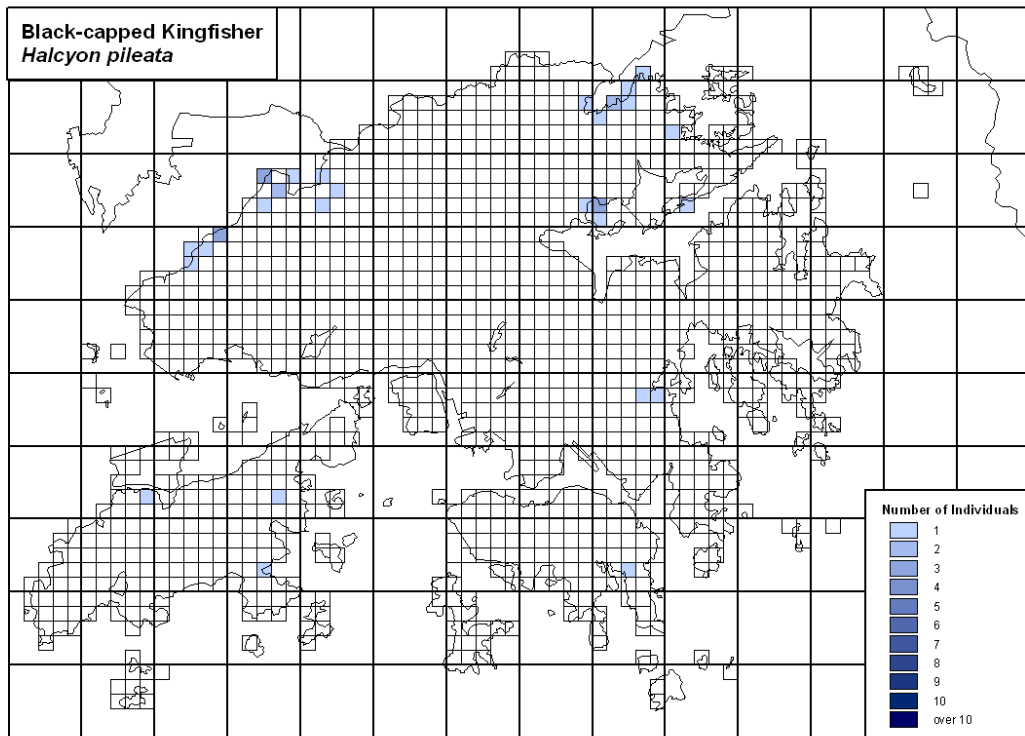 Black-capped Kingfisher
Halcyon pileata
Number of Individuals
1
2
3
4
5
6
7
8
9
10
over 10